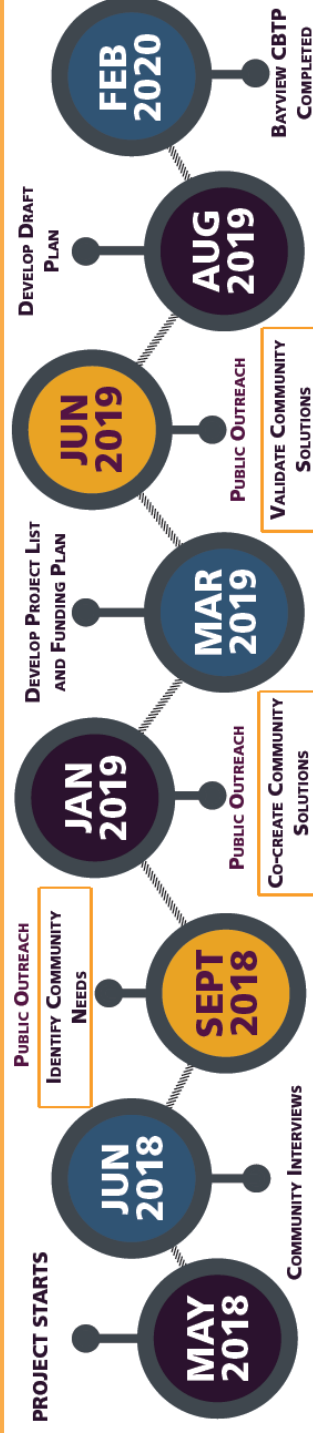 PROJECT STARTS
MAY
2018
JUN
2018
COMMUNITY INTERVIEWS
PUBLIC OUTREACH
IDENTIFY COMMUNITY
NEEDS
SEPT
2018
JAN
2019
PUBLIC OUTREACH
CO-CREATE COMMUNITY
SOLUTIONS
DEVELOP PROJECT LIST
AND FUNDING PLAN
MAR
2019
JUN
2019
PUBLIC OUTREACH
VALIDATE COMMUNITY
SOLUTIONS
DEVELOP DRAFT
PLAN
AUG
2019
FEB
2020
BAYVIEW CBTP
COMPLETED